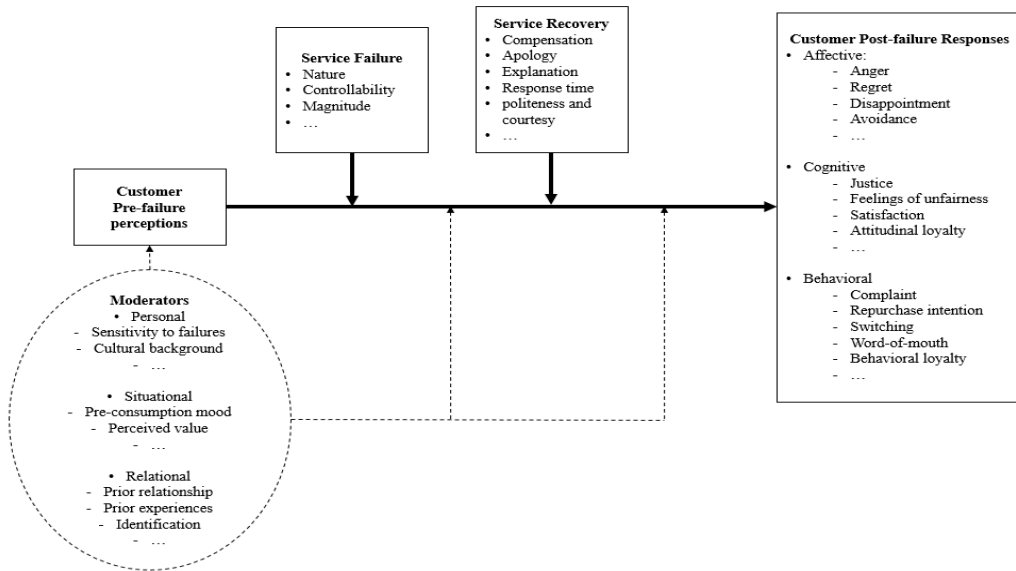 Service Failure
• Nature
• Controllability
• Magnitude
• …
Service Recovery
• Compensation
• Apology
• Explanation
• Response time
• politeness and
courtesy
• …
Customer Post-failure Responses
• Affective:
- Anger
- Regret
- Disappointment
- Avoidance
- …
• Cognitive
- Justice
- Feelings of unfairness
- Satisfaction
- Attitudinal loyalty
- …
• Behavioral
- Complaint
- Repurchase intention
- Switching
- Word-of-mouth
- Behavioral loyalty
- …
Customer
Pre-failure
perceptions
Moderators
• Personal
- Sensitivity to failures
- Cultural background
- …
• Situational
- Pre-consumption mood
- Perceived value
- …
• Relational
- Prior relationship
- Prior experiences
- Identification
- …